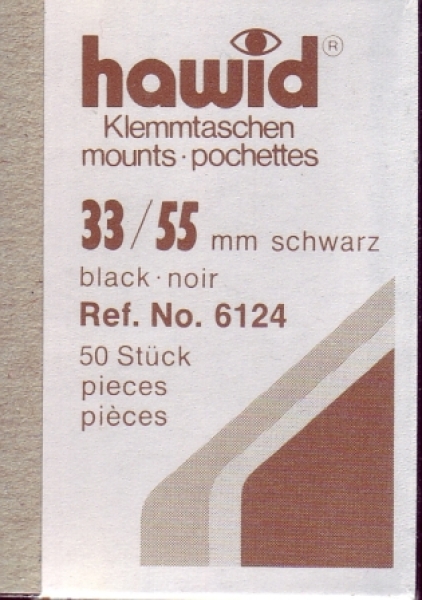 hawid ®
Klemmtaschen
mounts · pochettes
33/55 mm schwarz
black · noir
Ref. No. 6124
50 Stück
pieces
pièces